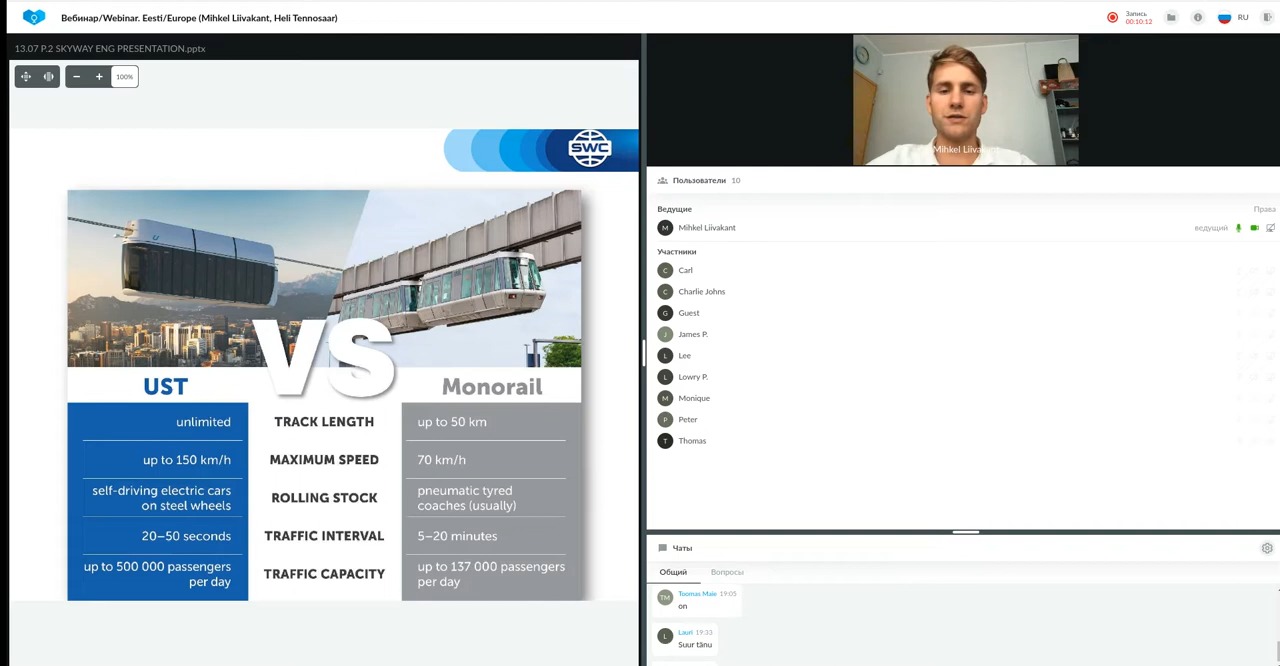 Вебинар/Webinar. Eesti/Europe (Mihkel Liivakant, Heli Tennosaar)
Запись
00:10:12
RU
13.07 P.2 SKYWAY ENG PRESENTATION.pptx
100%
SWC
VS
UST
Monorail
unlimited
TRACK LENGTH
up to 50 km
up to 150 km/h
MAXIMUM SPEED
70 km/h
self-driving electric cars
on steel wheels
ROLLING STOCK
pneumatic tyred
coaches (usually)
20–50 seconds
TRAFFIC INTERVAL
5–20 minutes
up to 500 000 passengers
per day
TRAFFIC CAPACITY
up to 137 000 passengers
per day
Mihkel Liivakant
Пользователи 10
Ведущие
Права
M Mihkel Liivakant
ведущий
Участники
C Carl
C Charlie Johns
G Guest
J James P.
L Lee
L Lowry P.
M Monique
P Peter
T Thomas
Чаты
Общий
Вопросы
TM Toomas Maie 19:05
on
L Lauri 19:33
Suur tänu